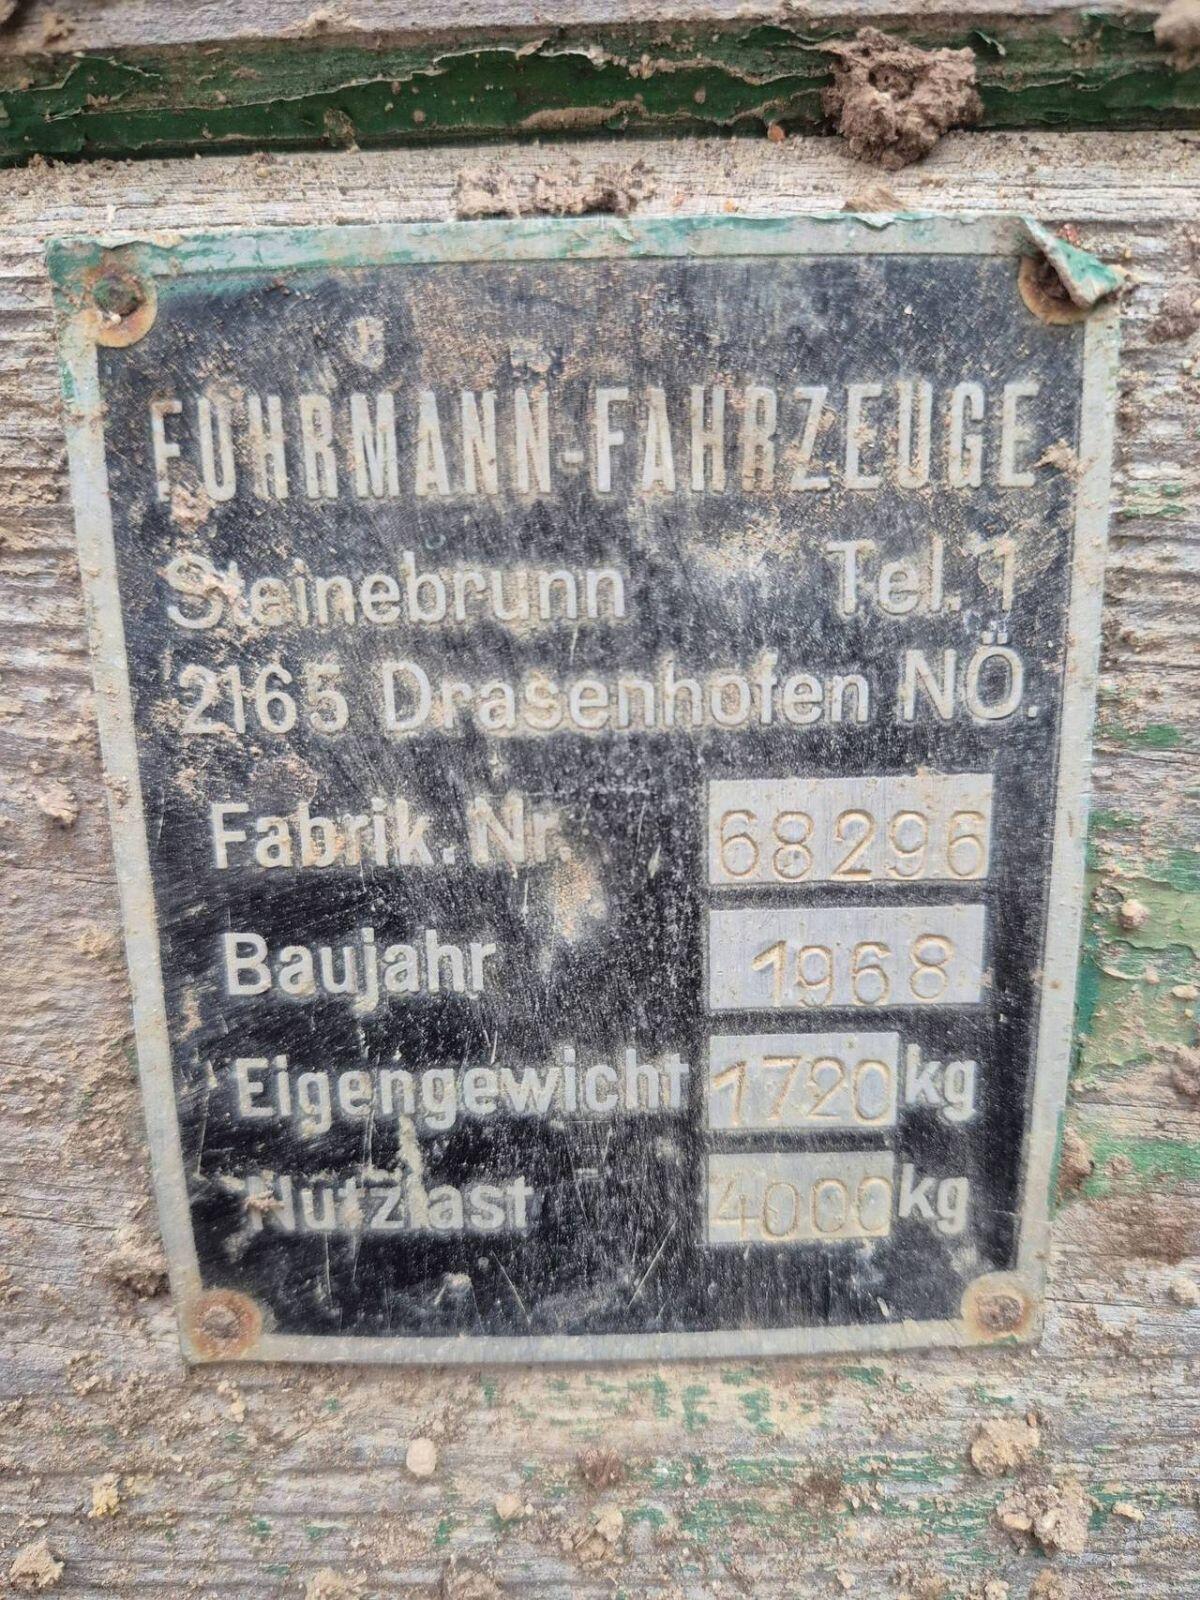 FUHRMANN-FAHRZEUGE
Steinebrunn Tel. 1
2165 Drasenhofen NÖ.
Fabrik. Nr. 68296
Baujahr 1968
Eigengewicht 1720 kg
Nutzlast 4000 kg